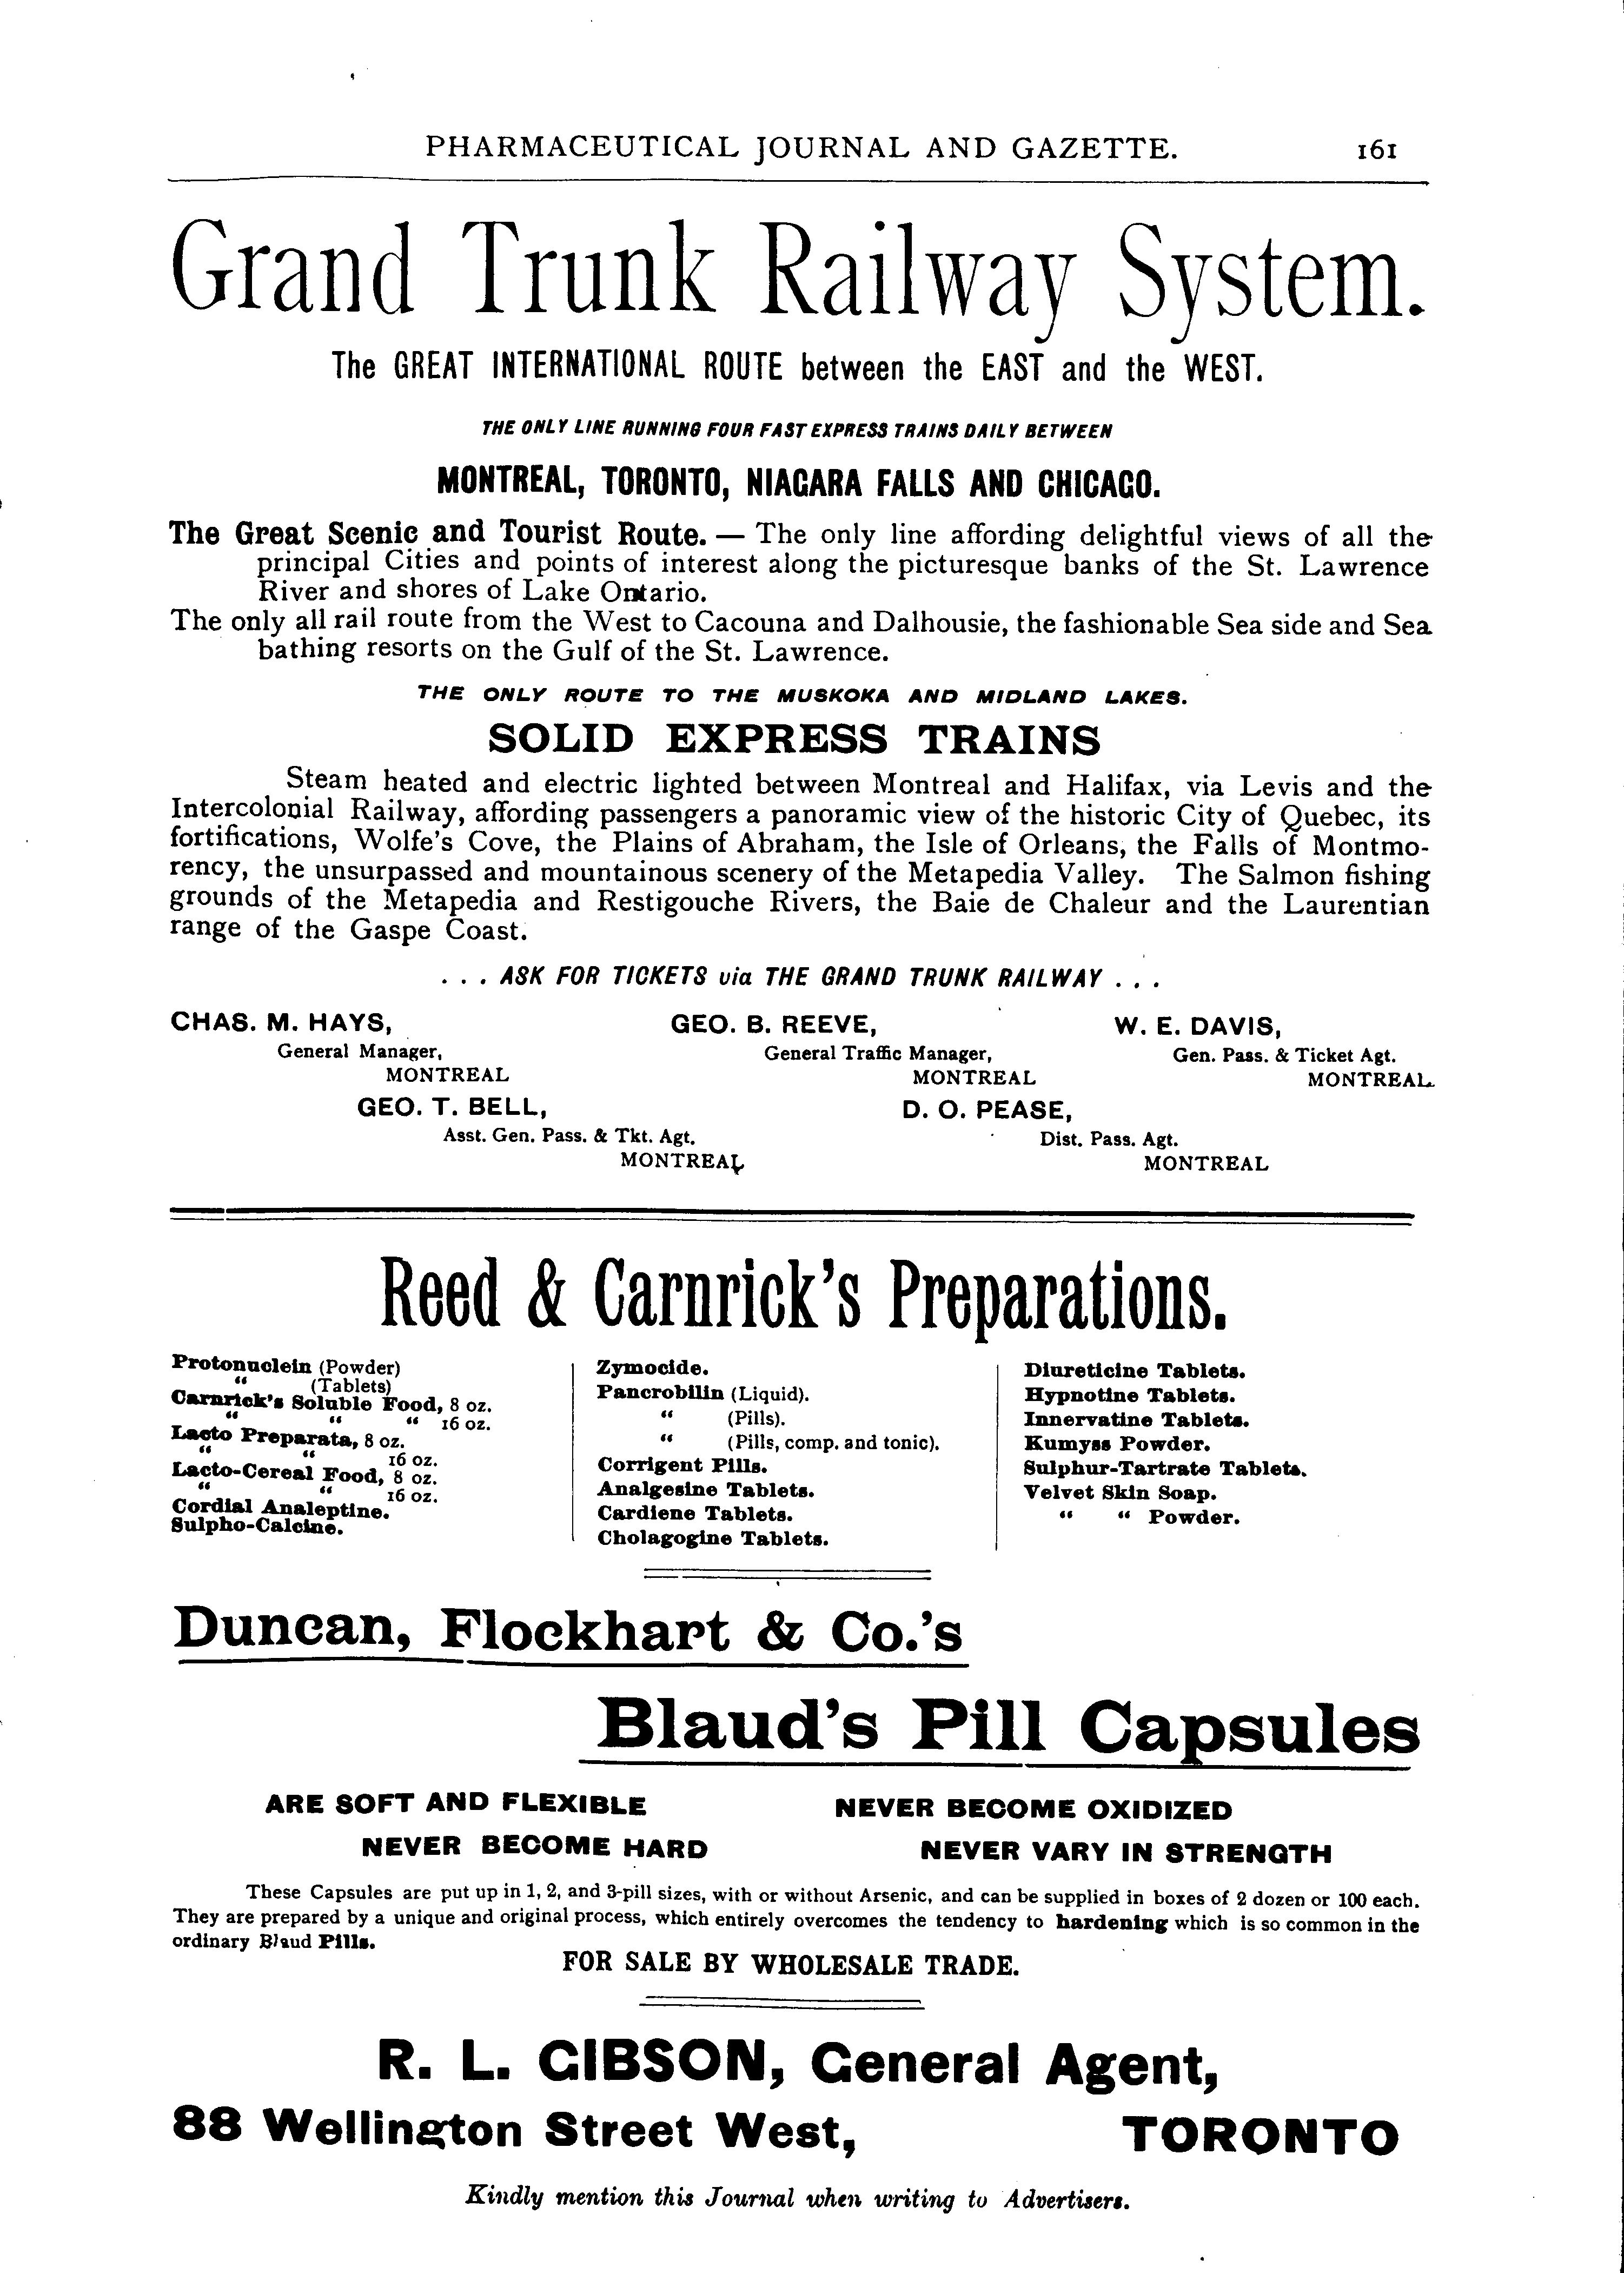 PHARMACEUTICAL JOURNAL AND GAZETTE. 161
Grand Trunk Railway System.
The GREAT INTERNATIONAL ROUTE between the EAST and the WEST.
THE ONLY LINE RUNNING FOUR FAST EXPRESS TRAINS DAILY BETWEEN
MONTREAL, TORONTO, NIAGARA FALLS AND CHICAGO.
The Great Scenic and Tourist Route. — The only line affording delightful views of all the
principal Cities and points of interest along the picturesque banks of the St. Lawrence
River and shores of Lake Ontario.
The only all rail route from the West to Cacouna and Dalhousie, the fashionable Sea side and Sea
bathing resorts on the Gulf of the St. Lawrence.
THE ONLY ROUTE TO THE MUSKOKA AND MIDLAND LAKES.
SOLID EXPRESS TRAINS
Steam heated and electric lighted between Montreal and Halifax, via Levis and the
Intercolonial Railway, affording passengers a panoramic view of the historic City of Quebec, its
fortifications, Wolfe's Cove, the Plains of Abraham, the Isle of Orleans, the Falls of Montmo-
rency, the unsurpassed and mountainous scenery of the Metapedia Valley. The Salmon fishing
grounds of the Metapedia and Restigouche Rivers, the Baie de Chaleur and the Laurentian
range of the Gaspe Coast.
. . . ASK FOR TICKETS via THE GRAND TRUNK RAILWAY . . .
CHAS. M. HAYS,
General Manager,
MONTREAL
GEO. B. REEVE,
General Traffic Manager,
MONTREAL
W. E. DAVIS,
Gen. Pass. & Ticket Agt.
MONTREAL
GEO. T. BELL,
Asst. Gen. Pass. & Tkt. Agt.
MONTREAL
D. O. PEASE,
Dist. Pass. Agt.
MONTREAL
Reed & Carnrick's Preparations.
Protonuclein (Powder)
" (Tablets)
Carnrick's Soluble Food, 8 oz.
" " " 16 oz.
Lacto Preparata, 8 oz.
" " 16 oz.
Lacto-Cereal Food, 8 oz.
" " 16 oz.
Cordial Analeptine.
Sulpho-Calcine.
Zymocide.
Pancrobilin (Liquid).
" (Pills).
" (Pills, comp. and tonic).
Corrigent Pills.
Analgesine Tablets.
Cardiene Tablets.
Cholagogine Tablets.
Diureticine Tablets.
Hypnotine Tablets.
Innervatine Tablets.
Kumyss Powder.
Sulphur-Tartrate Tablets.
Velvet Skin Soap.
" " Powder.
Duncan, Flockhart & Co.'s
Blaud's Pill Capsules
ARE SOFT AND FLEXIBLE
NEVER BECOME HARD
NEVER BECOME OXIDIZED
NEVER VARY IN STRENGTH
These Capsules are put up in 1, 2, and 3-pill sizes, with or without Arsenic, and can be supplied in boxes of 2 dozen or 100 each.
They are prepared by a unique and original process, which entirely overcomes the tendency to hardening which is so common in the
ordinary Blaud Pills.
FOR SALE BY WHOLESALE TRADE.
R. L. GIBSON, General Agent,
88 Wellington Street West, TORONTO
Kindly mention this Journal when writing to Advertisers.